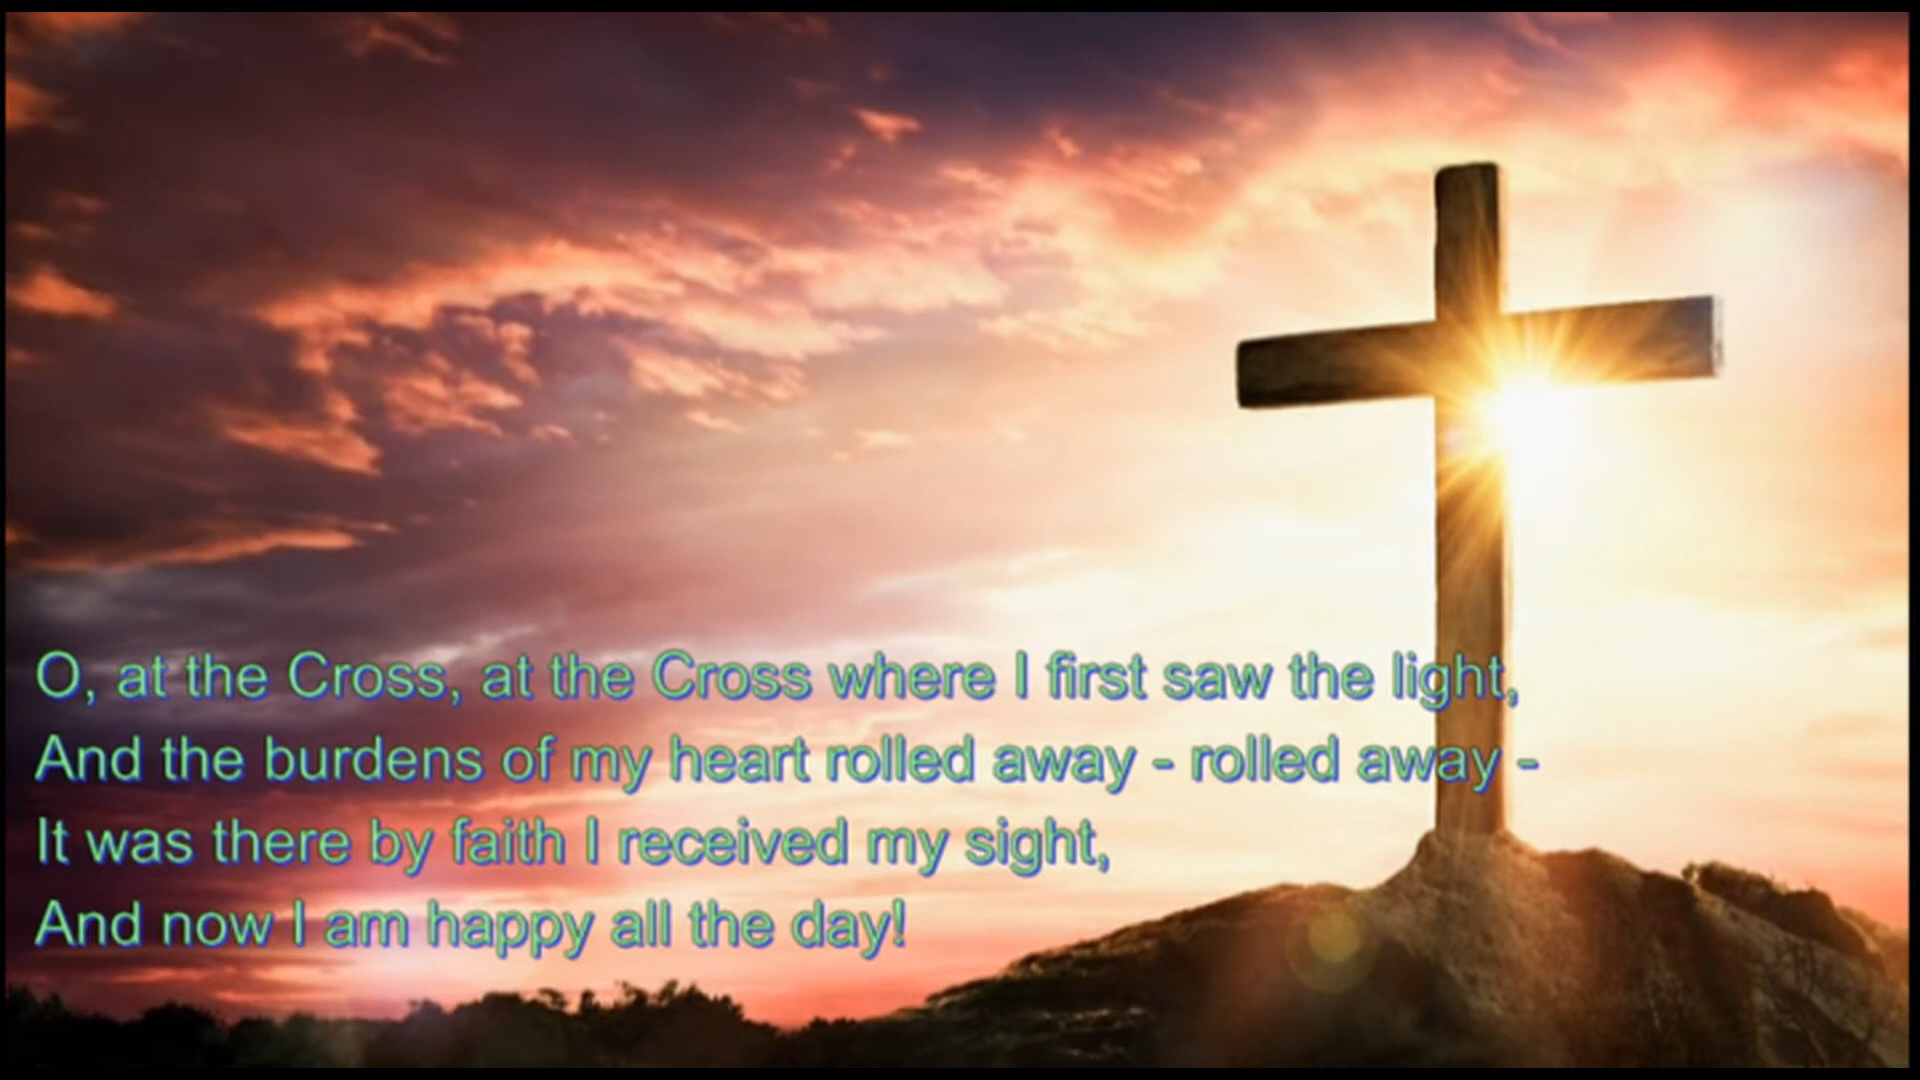 O, at the Cross, at the Cross where I first saw the light,
And the burdens of my heart rolled away - rolled away -
It was there by faith I received my sight,
And now I am happy all the day!